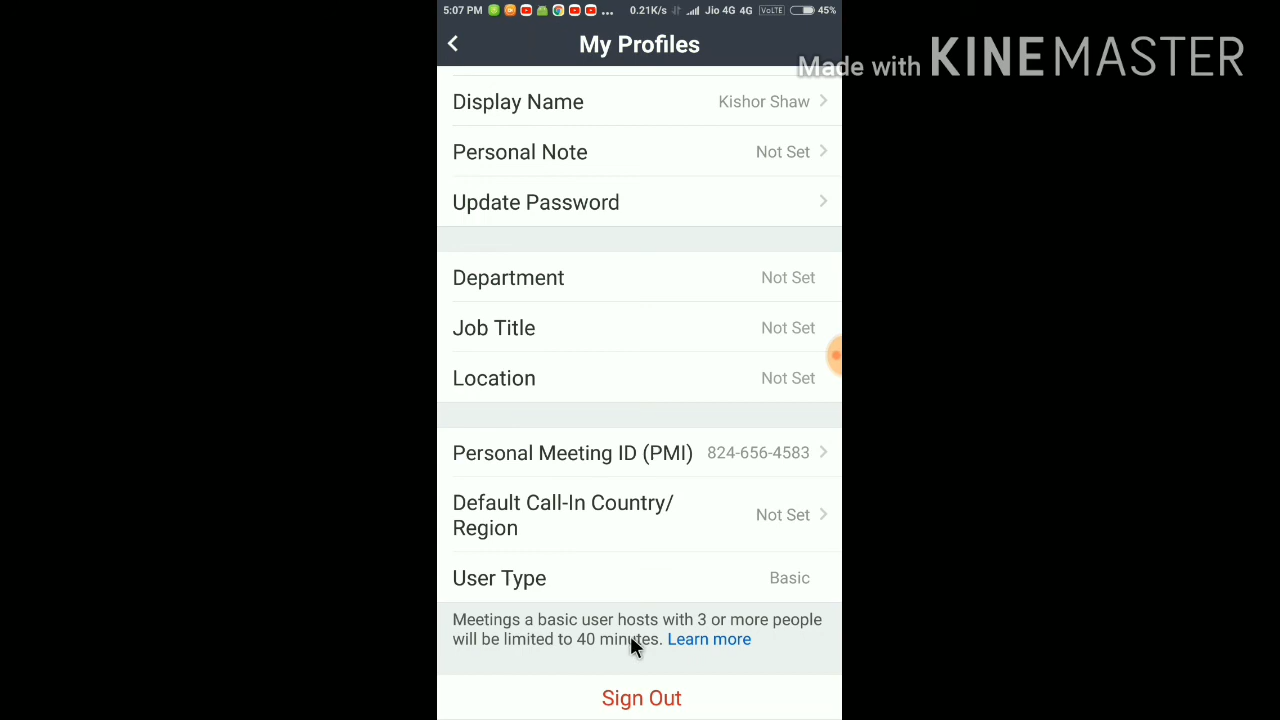 5:07 PM ... 0.21K/s Jio 4G 4G VoLTE 45%
My Profiles
Made with KINEMASTER
Display Name Kishor Shaw
Personal Note Not Set
Update Password
Department Not Set
Job Title Not Set
Location Not Set
Personal Meeting ID (PMI) 824-656-4583
Default Call-In Country/
Region Not Set
User Type Basic
Meetings a basic user hosts with 3 or more people
will be limited to 40 minutes. Learn more
Sign Out